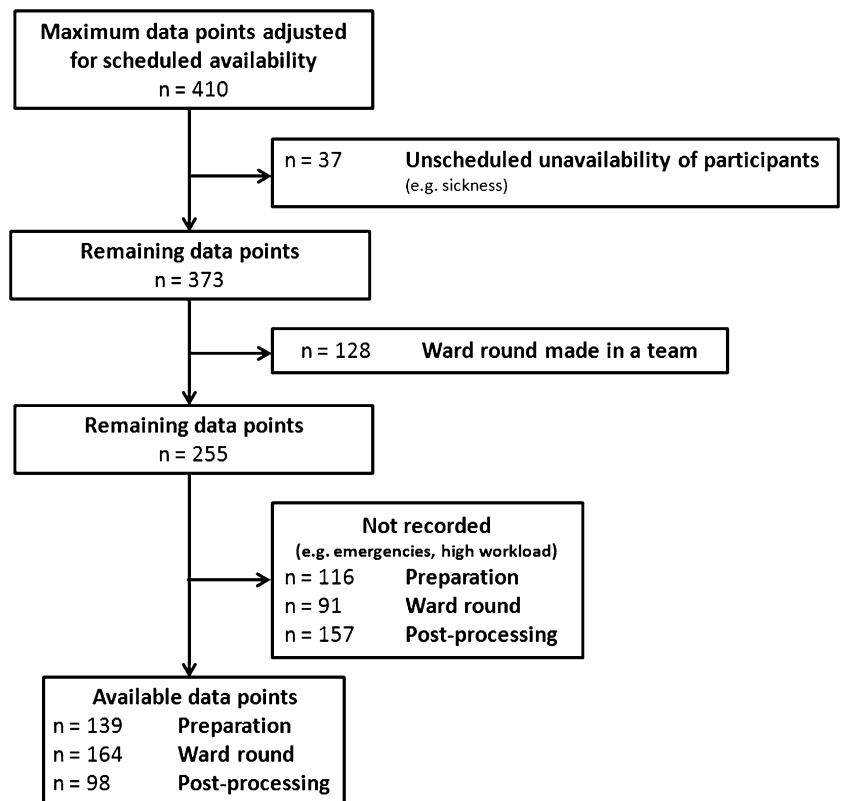 Maximum data points adjusted
for scheduled availability
n = 410
n = 37 Unscheduled unavailability of participants
(e.g. sickness)
Remaining data points
n = 373
n = 128 Ward round made in a team
Remaining data points
n = 255
Not recorded
(e.g. emergencies, high workload)
n = 116 Preparation
n = 91 Ward round
n = 157 Post-processing
Available data points
n = 139 Preparation
n = 164 Ward round
n = 98 Post-processing